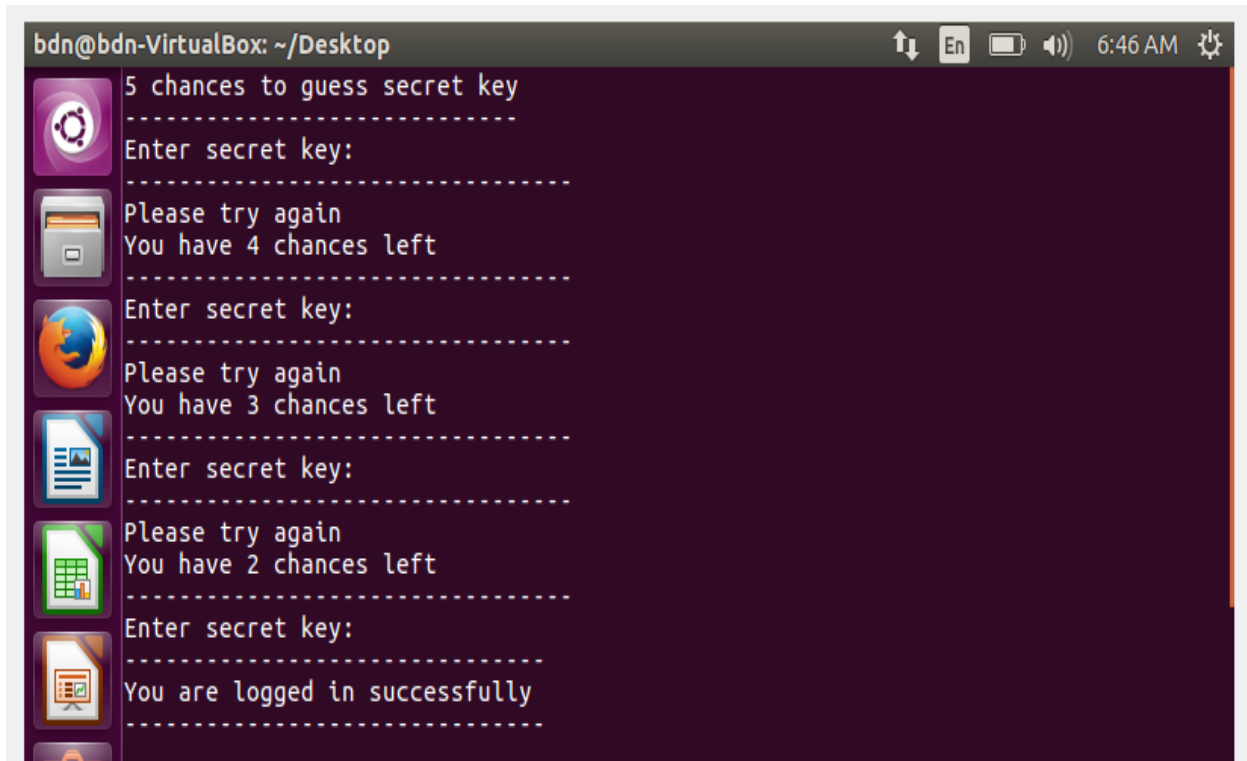 bdn@bdn-VirtualBox: ~/Desktop En 6:46 AM
5 chances to guess secret key
-----------------------------
Enter secret key:
---------------------------------
Please try again
You have 4 chances left
---------------------------------
Enter secret key:
---------------------------------
Please try again
You have 3 chances left
---------------------------------
Enter secret key:
---------------------------------
Please try again
You have 2 chances left
---------------------------------
Enter secret key:
-------------------------------
You are logged in successfully
-------------------------------